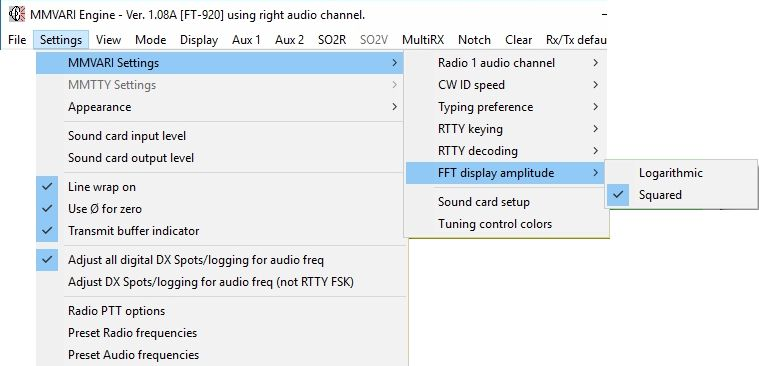 MMVARI Engine - Ver. 1.08A [FT-920] using right audio channel.
File Settings View Mode Display Aux 1 Aux 2 SO2R SO2V MultiRX Notch Clear Rx/Tx defau
MMVARI Settings
MMTTY Settings
Appearance
Sound card input level
Sound card output level
Line wrap on
Use Ø for zero
Transmit buffer indicator
Adjust all digital DX Spots/logging for audio freq
Adjust DX Spots/logging for audio freq (not RTTY FSK)
Radio PTT options
Preset Radio frequencies
Preset Audio frequencies
Radio 1 audio channel
CW ID speed
Typing preference
RTTY keying
RTTY decoding
FFT display amplitude
Sound card setup
Tuning control colors
Logarithmic
Squared